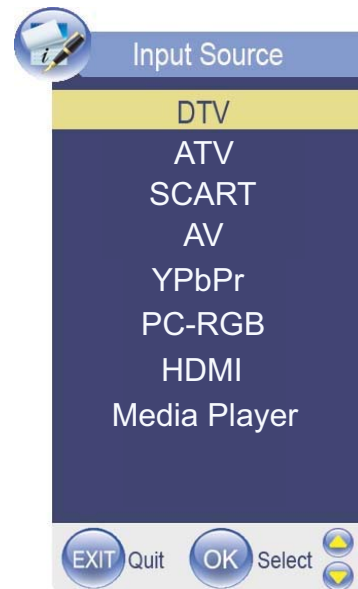 Input Source
DTV
ATV
SCART
AV
YPbPr
PC-RGB
HDMI
Media Player
EXIT Quit OK Select